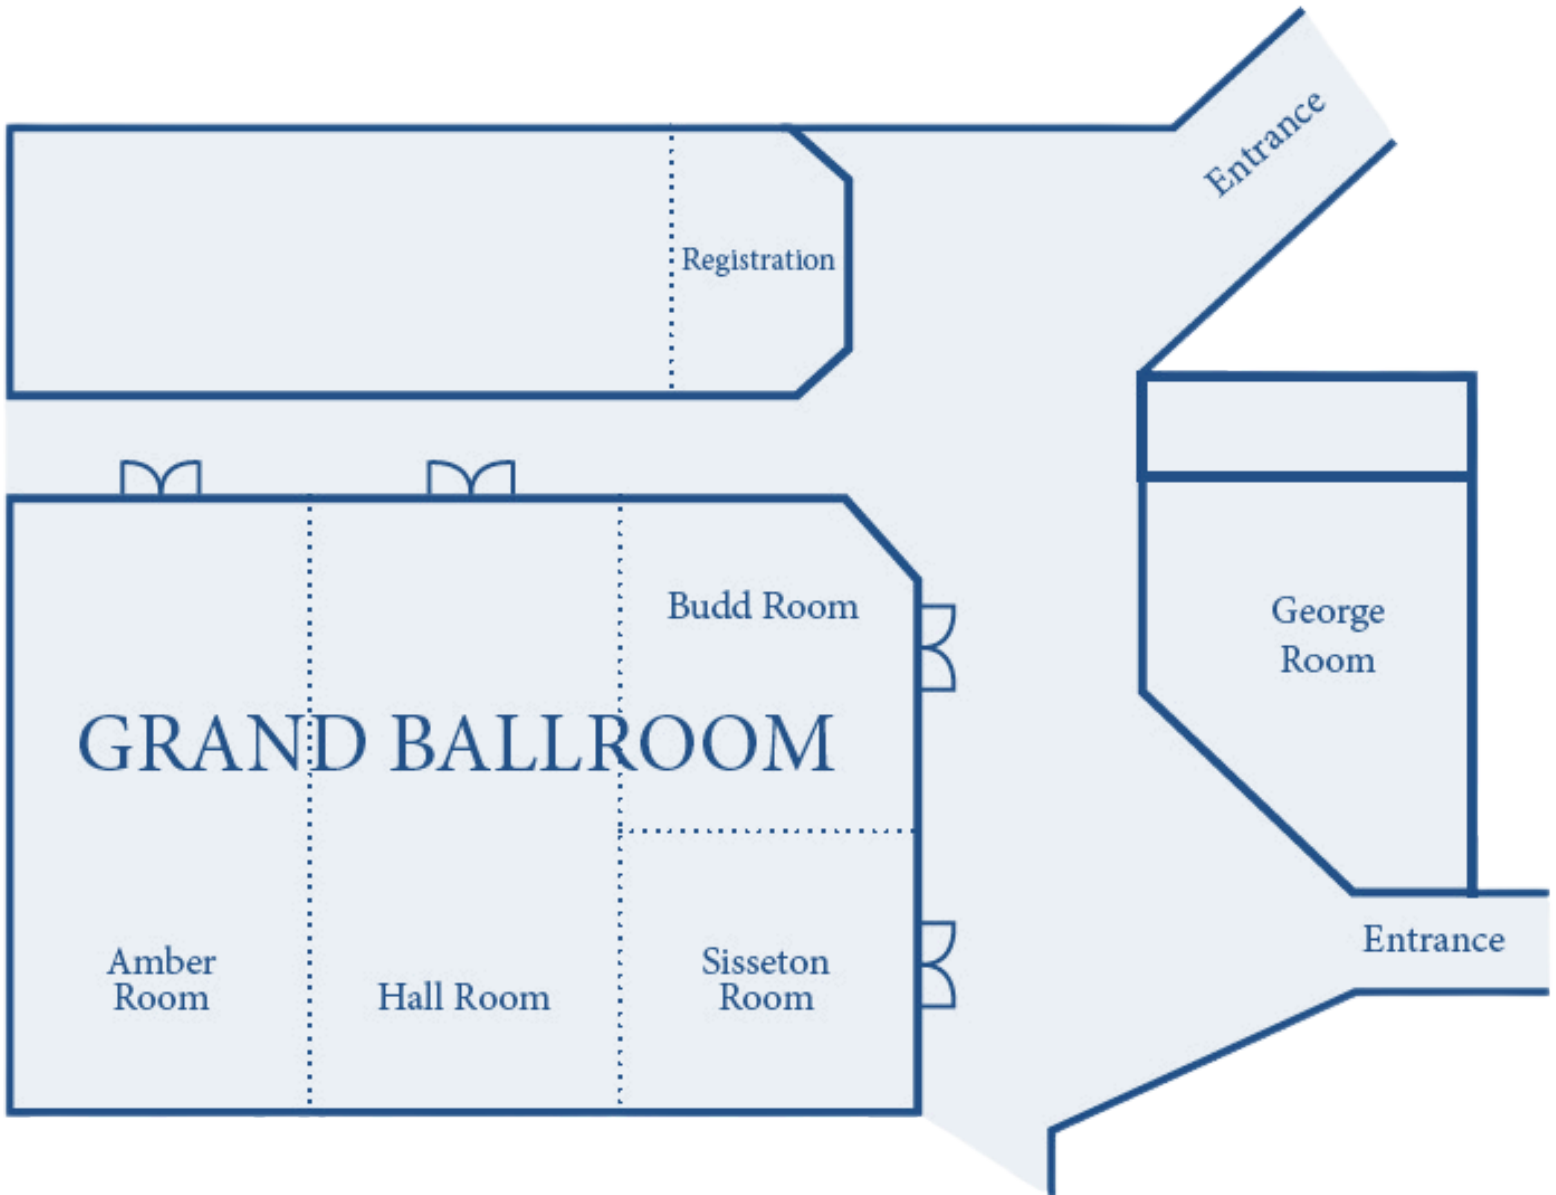 Entrance
Registration
Budd Room
George
Room
GRAND BALLROOM
Entrance
Amber
Room
Hall Room
Sisseton
Room